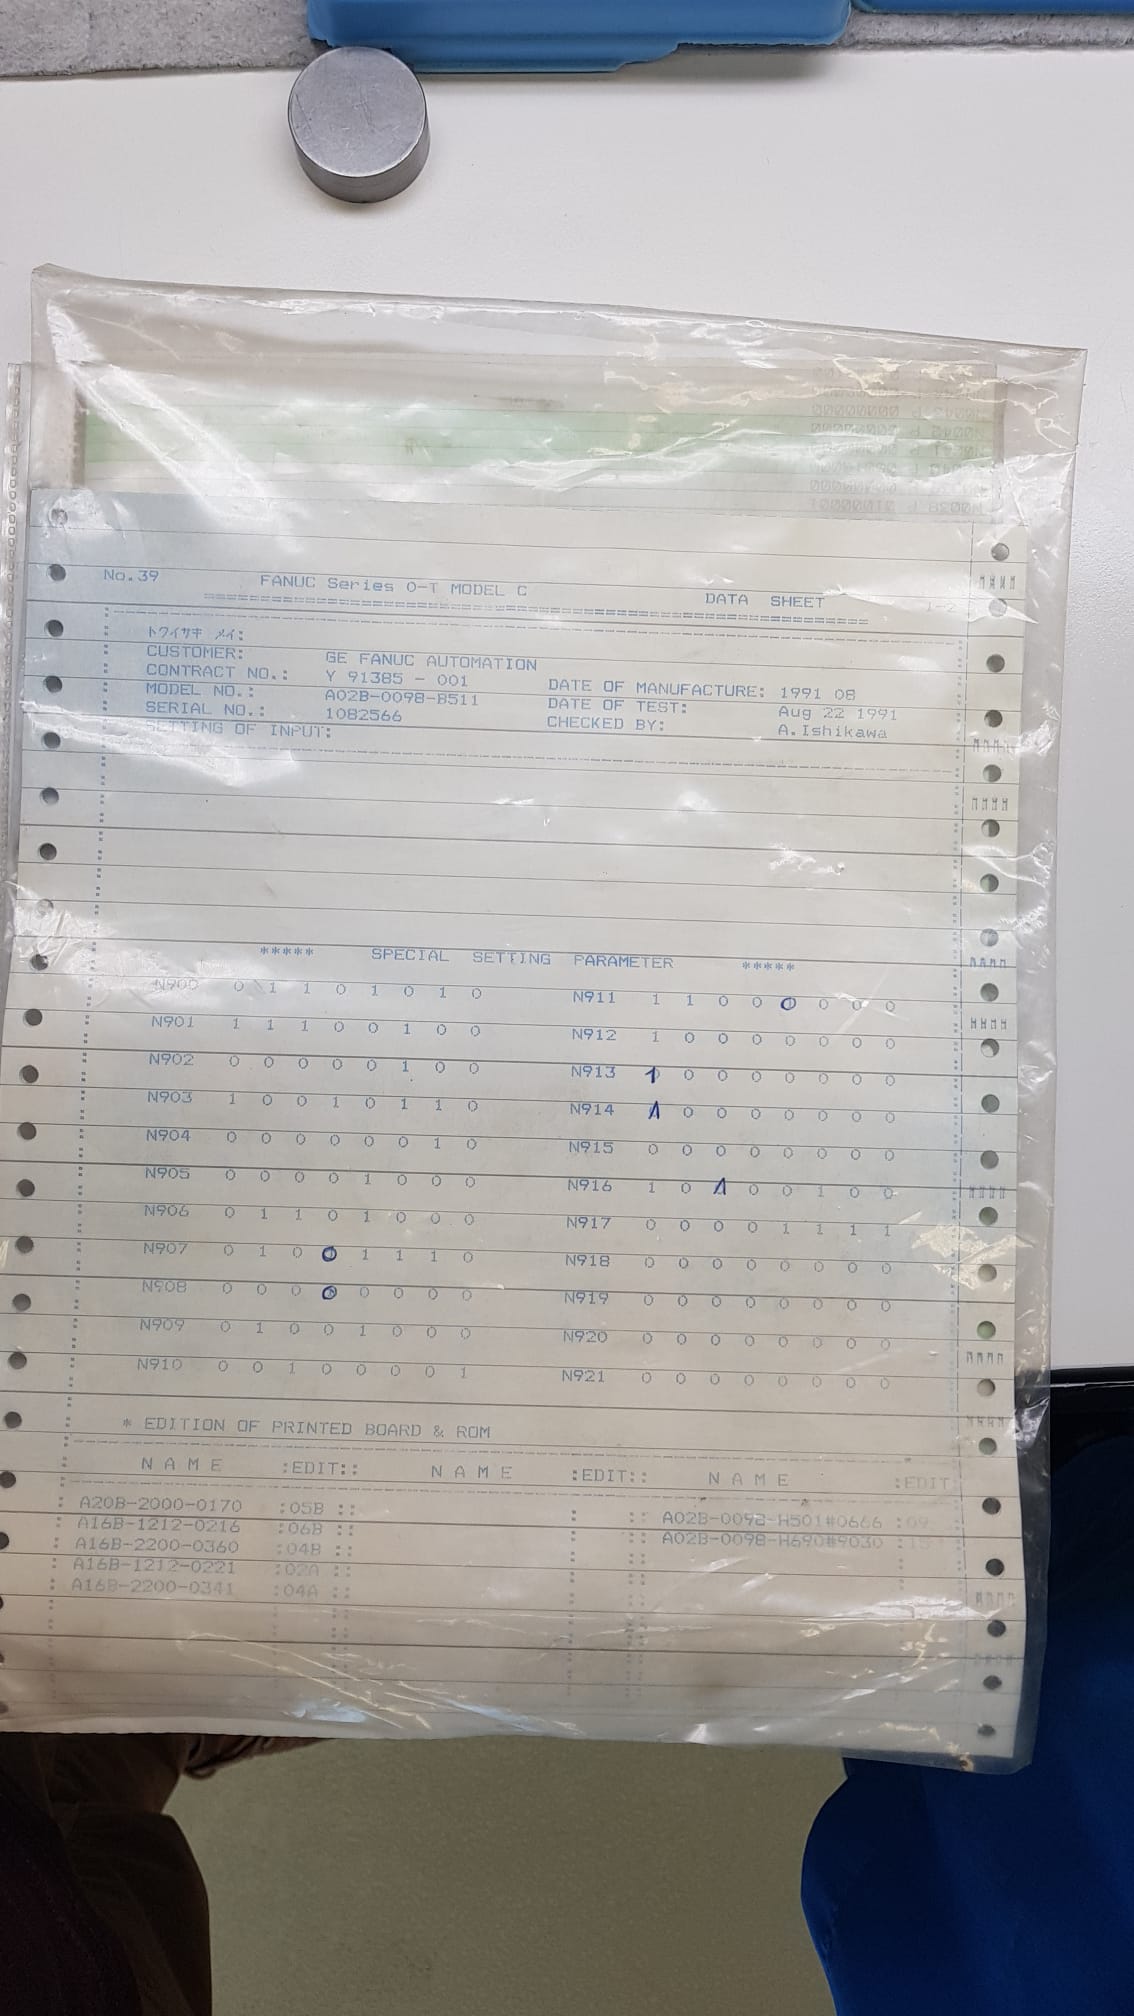 No.39 FANUC Series 0-T MODEL C DATA SHEET 1-2
トクイサキ メイ:
CUSTOMER: GE FANUC AUTOMATION
CONTRACT NO.: Y 91385 - 001 DATE OF MANUFACTURE: 1991 08
MODEL NO.: A02B-0098-B511 DATE OF TEST: Aug 22 1991
SERIAL NO.: 1082566 CHECKED BY: A.Ishikawa
SETTING OF INPUT:
***** SPECIAL SETTING PARAMETER *****
N900 0 1 1 0 1 0 1 0 N911 1 1 0 0 0 0 0 0
N901 1 1 1 0 0 1 0 0 N912 1 0 0 0 0 0 0 0
N902 0 0 0 0 0 1 0 0 N913 1 0 0 0 0 0 0 0
N903 1 0 0 1 0 1 1 0 N914 1 0 0 0 0 0 0 0
N904 0 0 0 0 0 0 1 0 N915 0 0 0 0 0 0 0 0
N905 0 0 0 0 1 0 0 0 N916 1 0 1 0 0 1 0 0
N906 0 1 1 0 1 0 0 0 N917 0 0 0 0 1 1 1 1
N907 0 1 0 0 1 1 1 0 N918 0 0 0 0 0 0 0 0
N908 0 0 0 0 0 0 0 0 N919 0 0 0 0 0 0 0 0
N909 0 1 0 0 1 0 0 0 N920 0 0 0 0 0 0 0 0
N910 0 0 1 0 0 0 0 1 N921 0 0 0 0 0 0 0 0
* EDITION OF PRINTED BOARD & ROM
N A M E :EDIT:: N A M E :EDIT:: N A M E :EDIT
: A20B-2000-0170 :05B :: : :: A02B-0092-H501#0666 :09
: A16B-1212-0216 :06B :: : :: A02B-0098-H690#9030 :
: A16B-2200-0360 :04B ::
: A16B-1212-0221 :02A ::
: A16B-2200-0341 :04A ::